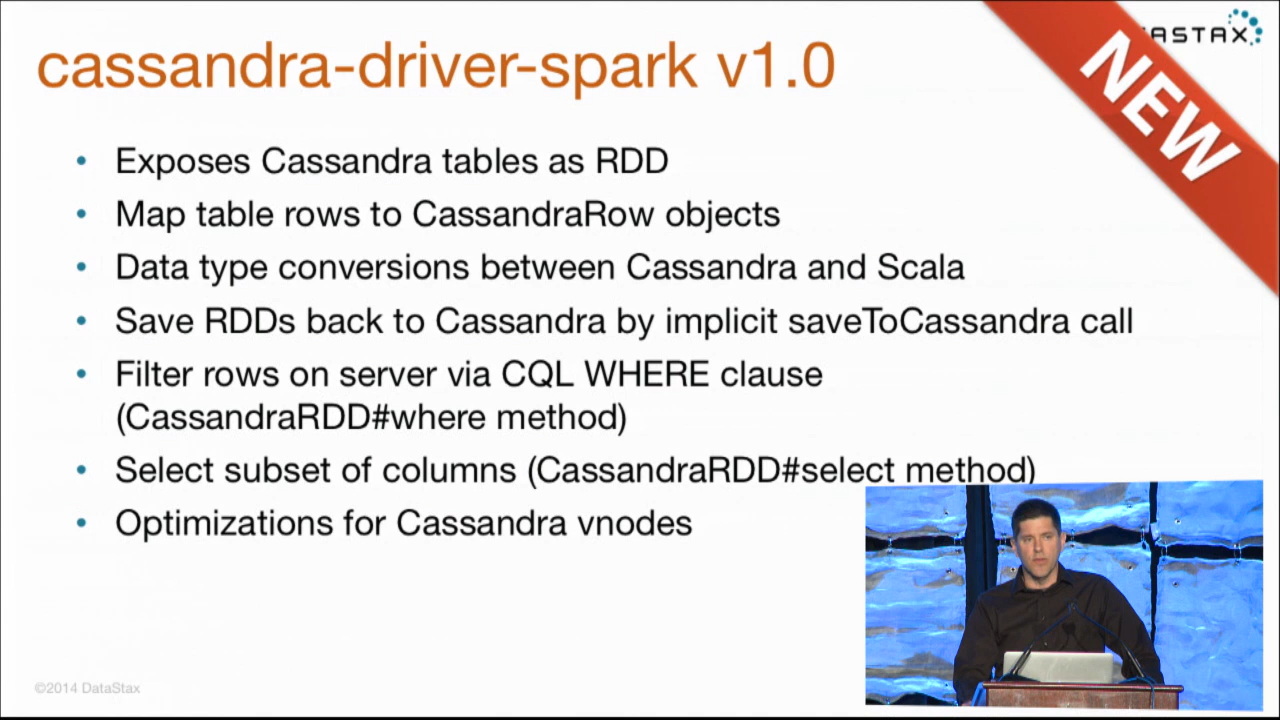 cassandra-driver-spark v1.0
NEW
• Exposes Cassandra tables as RDD
• Map table rows to CassandraRow objects
• Data type conversions between Cassandra and Scala
• Save RDDs back to Cassandra by implicit saveToCassandra call
• Filter rows on server via CQL WHERE clause
(CassandraRDD#where method)
• Select subset of columns (CassandraRDD#select method)
• Optimizations for Cassandra vnodes
©2014 DataStax